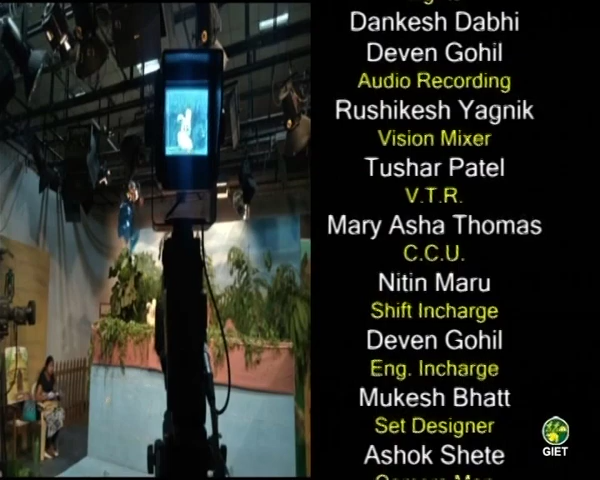 Dankesh Dabhi
Deven Gohil
Audio Recording
Rushikesh Yagnik
Vision Mixer
Tushar Patel
V.T.R.
Mary Asha Thomas
C.C.U.
Nitin Maru
Shift Incharge
Deven Gohil
Eng. Incharge
Mukesh Bhatt
Set Designer
Ashok Shete
GIET